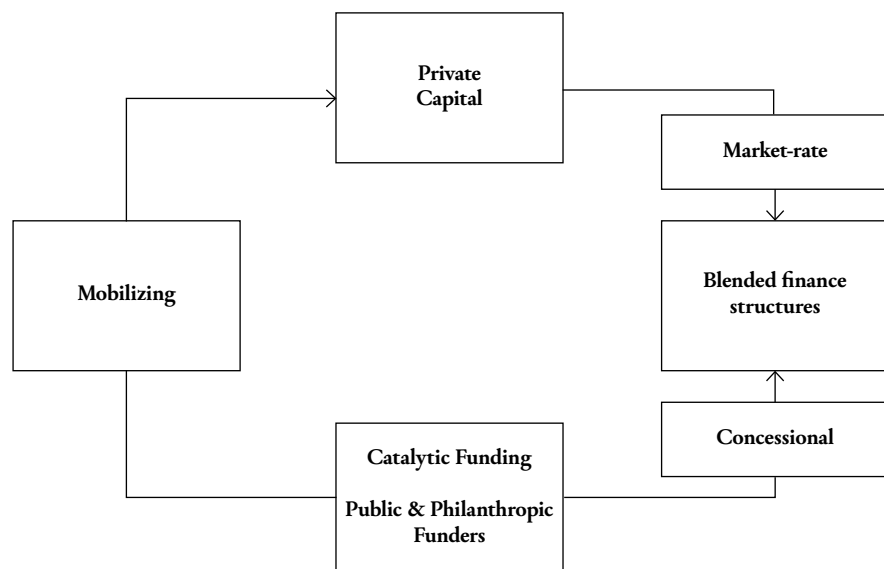 Private
Capital
Market-rate
Mobilizing
Blended finance
structures
Concessional
Catalytic Funding
Public & Philanthropic
Funders